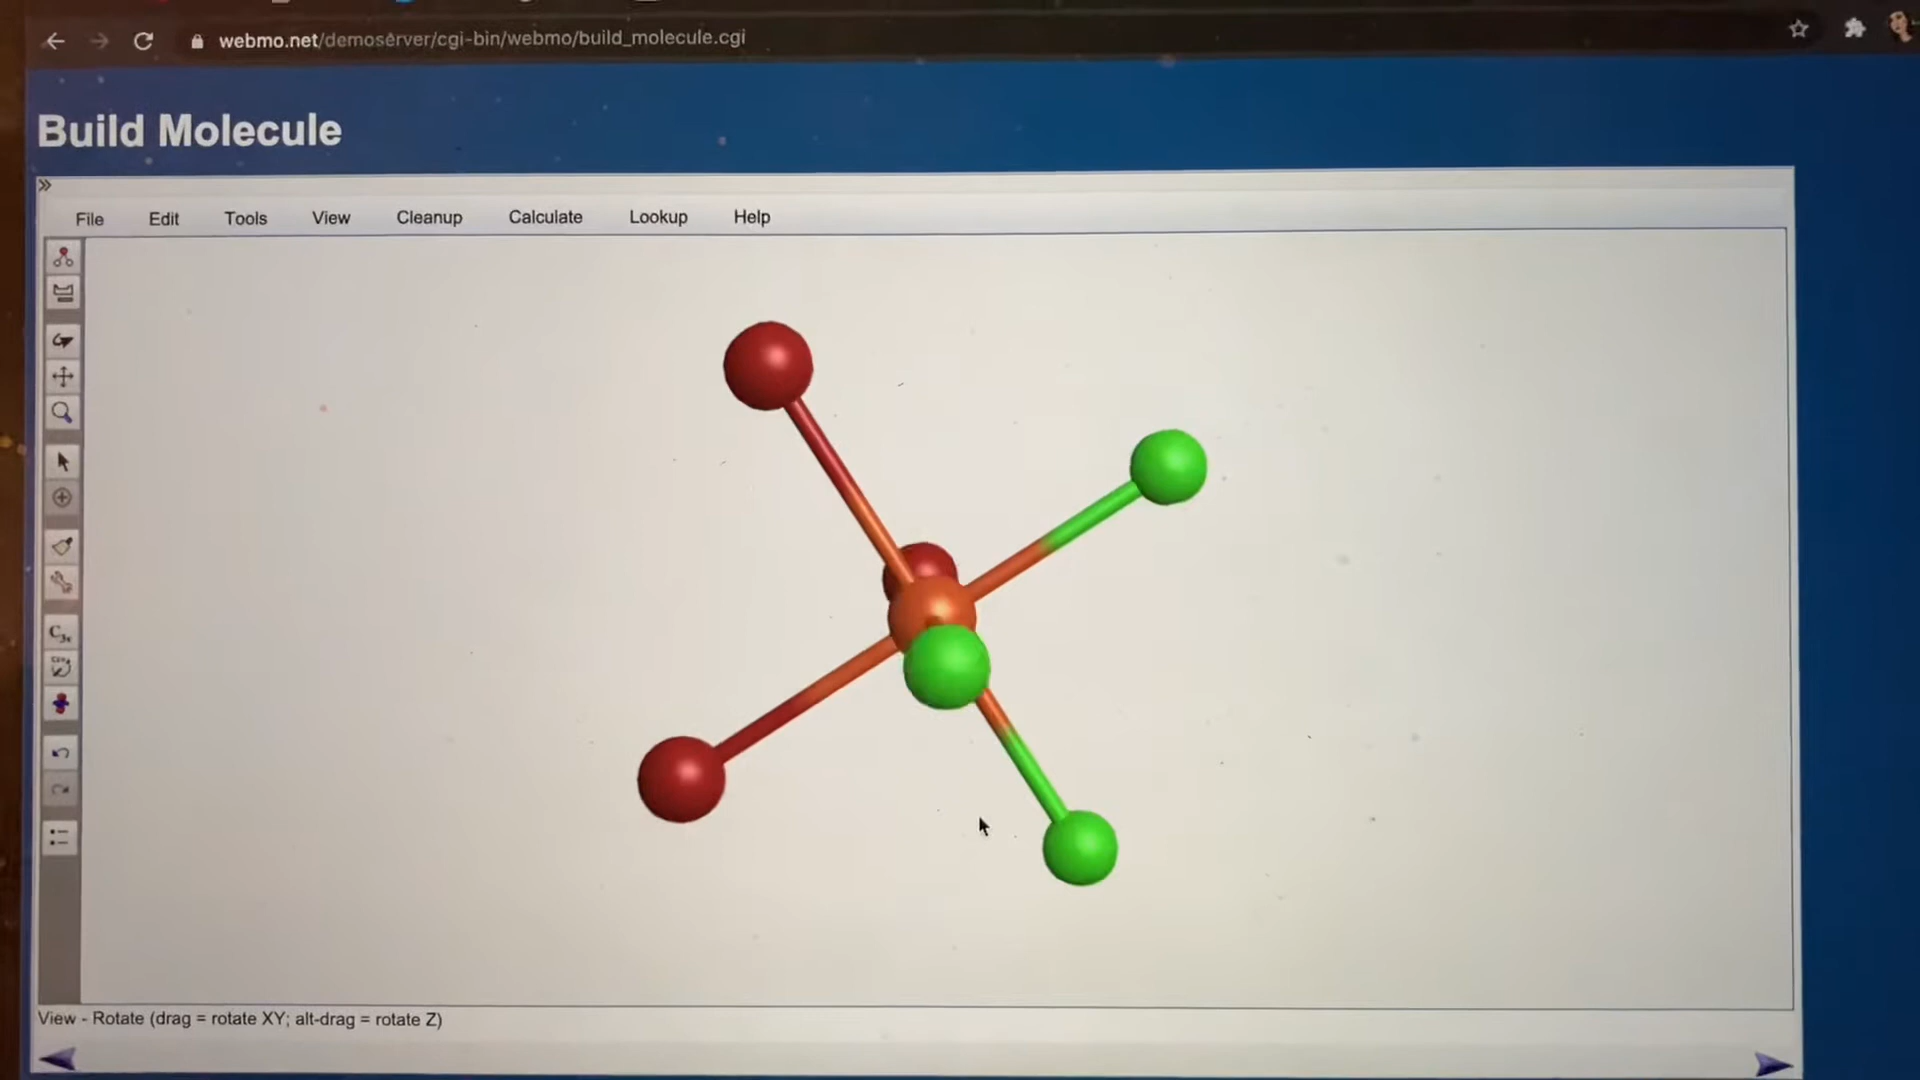 webmo.net/demoserver/cgi-bin/webmo/build_molecule.cgi
Build Molecule
»
File Edit Tools View Cleanup Calculate Lookup Help
C3v
View - Rotate (drag = rotate XY; alt-drag = rotate Z)